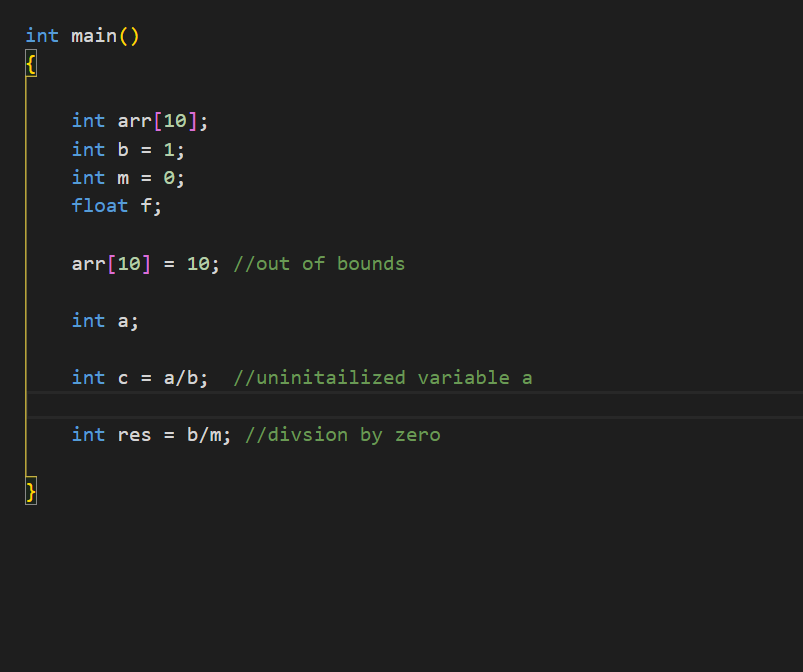 int main()
{
int arr[10];
int b = 1;
int m = 0;
float f;
arr[10] = 10; //out of bounds
int a;
int c = a/b;  //uninitailized variable a
int res = b/m; //divsion by zero
}